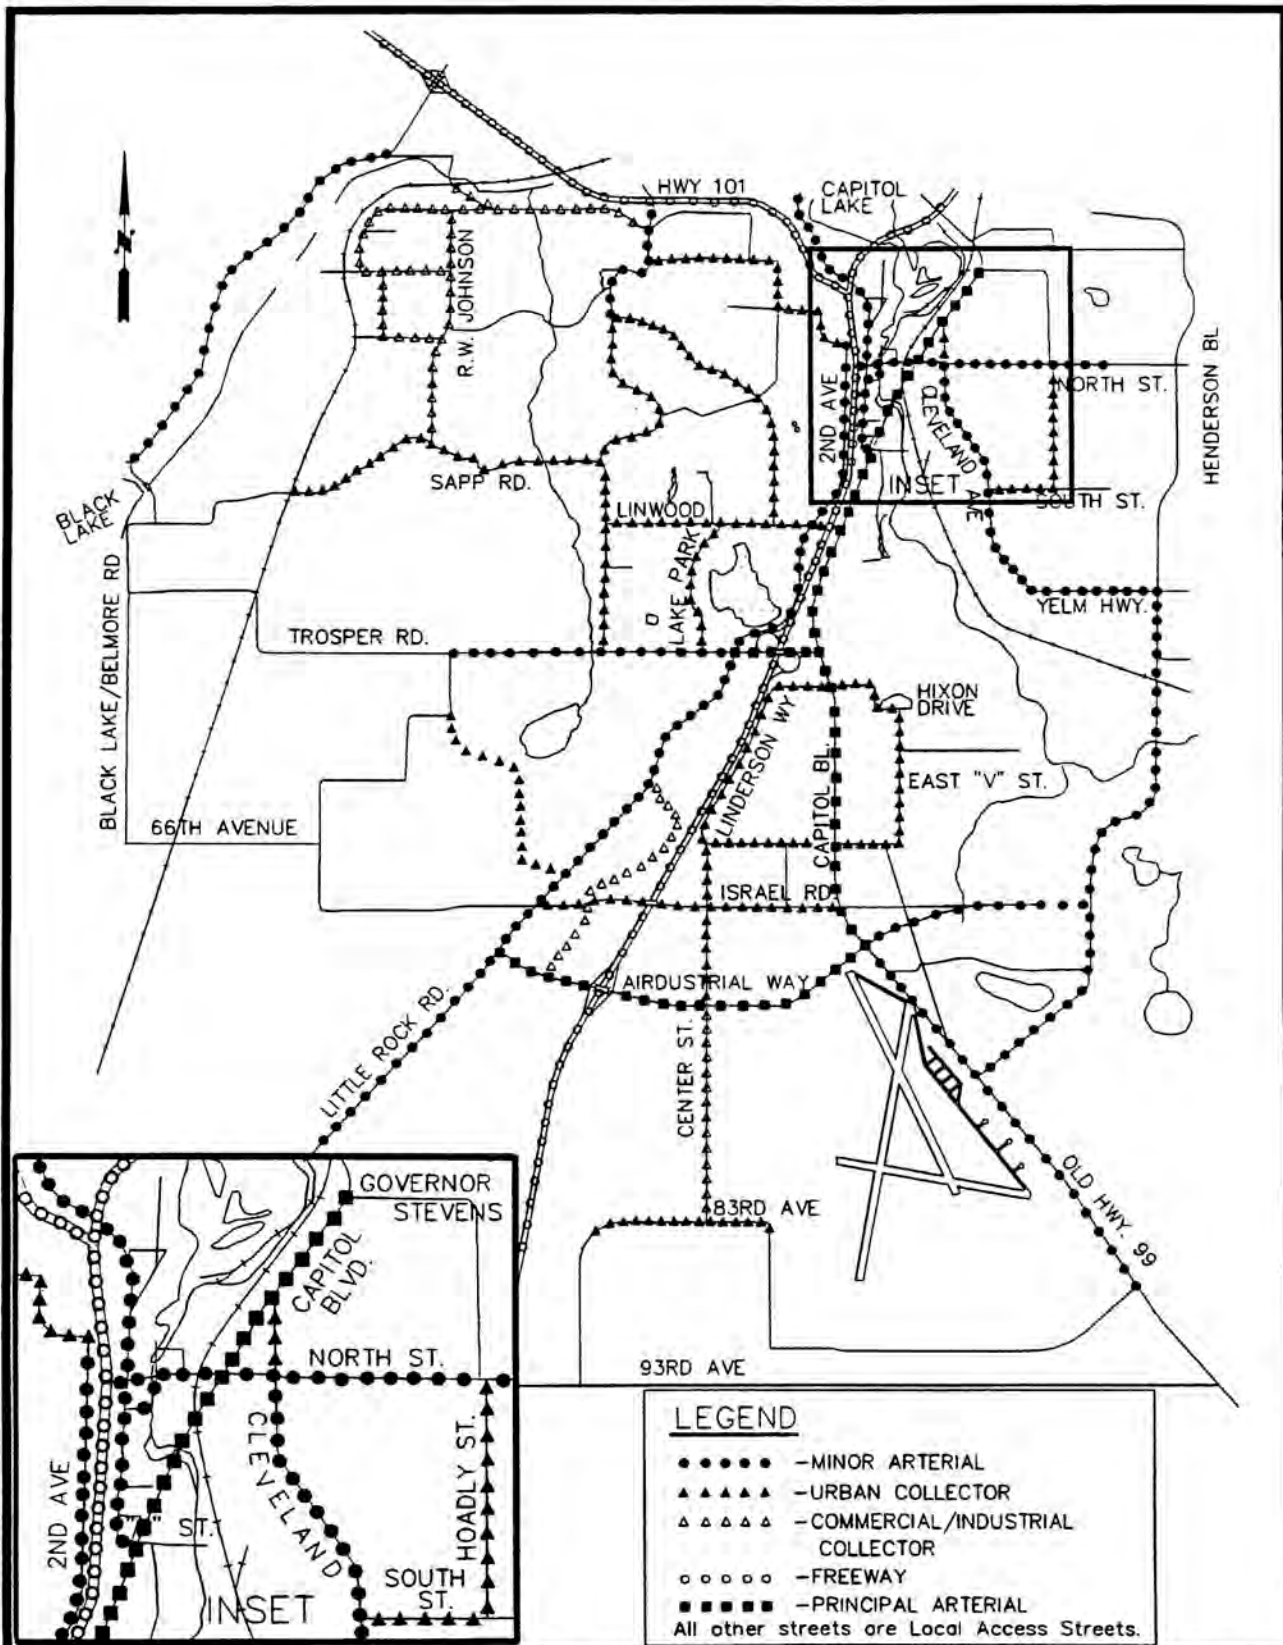 HWY 101
CAPITOL
LAKE
N
R.W. JOHNSON
HENDERSON BL.
2ND AVE
NORTH ST.
CLEVELAND AVE
SAPP RD.
INSET
SOUTH ST.
BLACK
LAKE
LINWOOD
LAKE PARK
BLACK LAKE/BELMORE RD
YELM HWY.
TROSPER RD.
HIXON
DRIVE
LINDERSON WY
CAPITOL BL.
EAST "V" ST.
66TH AVENUE
ISRAEL RD.
AIRDUSTRIAL WAY
LITTLE ROCK RD.
CENTER ST.
OLD HWY. 99
83RD AVE
93RD AVE
GOVERNOR
STEVENS
CAPITOL
BLVD.
NORTH ST.
CLEVELAND
HOADLY ST.
2ND AVE
ST.
SOUTH
ST.
INSET
LEGEND
-MINOR ARTERIAL
-URBAN COLLECTOR
-COMMERCIAL/INDUSTRIAL
COLLECTOR
-FREEWAY
-PRINCIPAL ARTERIAL
All other streets are Local Access Streets.